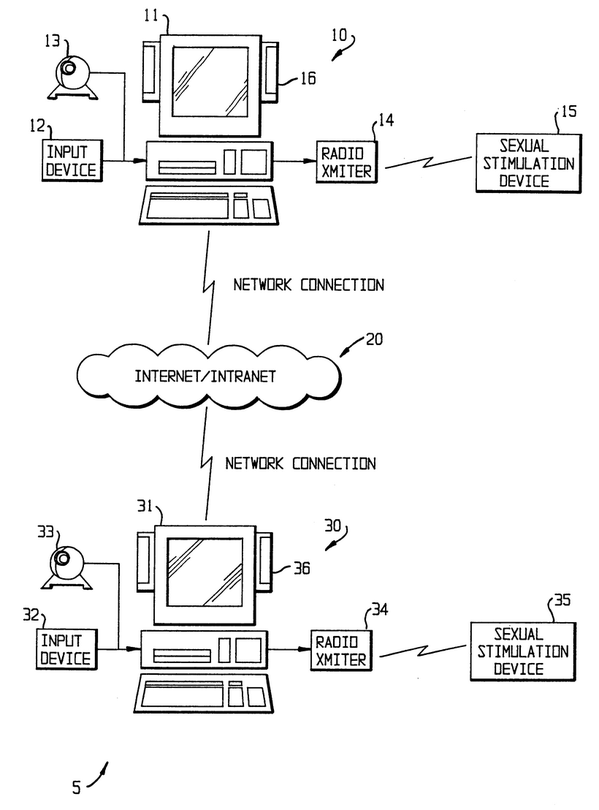 11
13
10
16
12
INPUT
DEVICE
14
RADIO
XMITER
15
SEXUAL
STIMULATION
DEVICE
NETWORK CONNECTION
20
INTERNET/INTRANET
NETWORK CONNECTION
31
33
30
36
32
INPUT
DEVICE
34
RADIO
XMITER
35
SEXUAL
STIMULATION
DEVICE
5